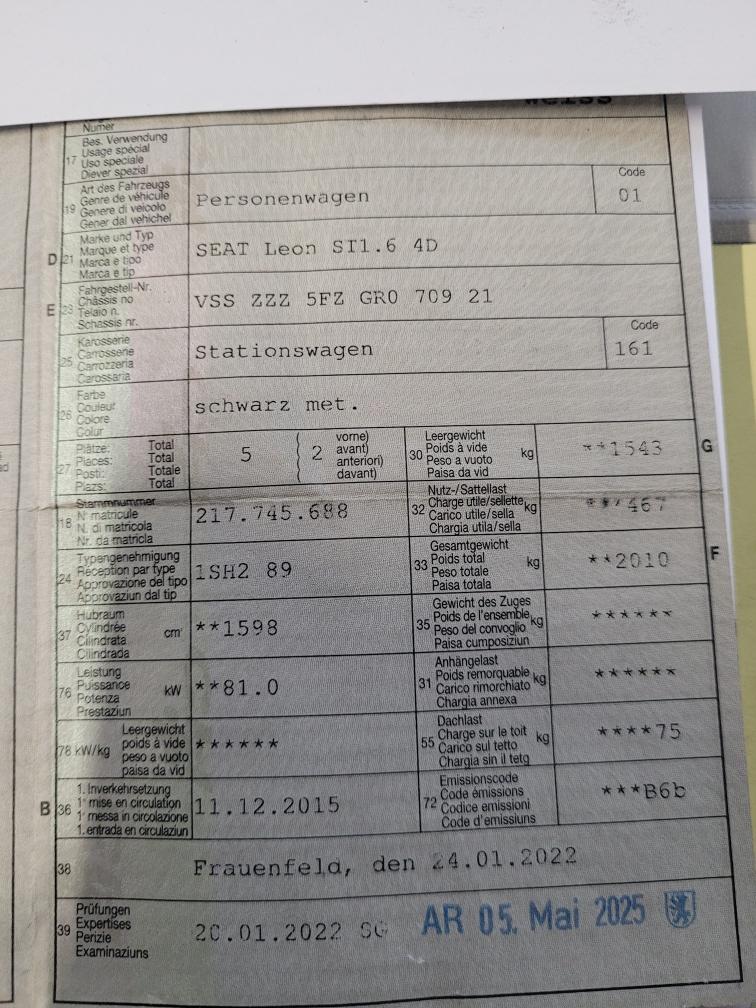 weiss
Numer
17 Bes. Verwendung
Usage spécial
Uso speciale
Diever spezial
19 Art des Fahrzeugs
Genre de véhicule
Genere di veicolo
Gener dal vehichel
Personenwagen
Code
01
D 21 Marke und Typ
Marque et type
Marca e tipo
Marca e tip
SEAT Leon ST1.6 4D
E 23 Fahrgestell-Nr.
Châssis no
Telaio n.
Schassis nr.
VSS ZZZ 5FZ GR0 709 21
25 Karosserie
Carrosserie
Carrozzeria
Carossaria
Stationswagen
Code
161
26 Farbe
Couleur
Colore
Colur
schwarz met.
27 Plätze: Total
Places: Total
Posti: Totale
Plazs: Total
5 ( 2 vorne)
avant)
anteriori)
davant)
30 Leergewicht
Poids à vide kg
Peso a vuoto
Paisa da vid
**1543 G
18 Stammnummer
N° matricule
N. di matricola
Nr. da matricla
217.745.688
32 Nutz-/Sattellast
Charge utile/sellette kg
Carico utile/sella
Chargia utila/sella
***467
24 Typengenehmigung
Réception par type
Approvazione del tipo
Approvaziun dal tip
1SH2 89
33 Gesamtgewicht
Poids total kg
Peso totale
Paisa totala
**2010 F
37 Hubraum
Cylindrée cm³
Cilindrata
Cilindrada
**1598
35 Gewicht des Zuges
Poids de l'ensemble kg
Peso del convoglio
Paisa cumposiziun
******
76 Leistung
Puissance kW
Potenza
Prestaziun
**81.0
31 Anhängelast
Poids remorquable kg
Carico rimorchiato
Chargia annexa
******
78 kW/kg Leergewicht
poids à vide
peso a vuoto
paisa da vid
******
55 Dachlast
Charge sur le toit kg
Carico sul tetto
Chargia sin il tetg
****75
B 36 1. Inverkehrsetzung
1re mise en circulation
1a messa in circolazione
1. entrada en circulaziun
11.12.2015
72 Emissionscode
Code émissions
Codice emissioni
Code d'emissiuns
***B6b
38 Frauenfeld, den 24.01.2022
39 Prüfungen
Expertises
Perizie
Examinaziuns
20.01.2022 SG
AR 05. Mai 2025